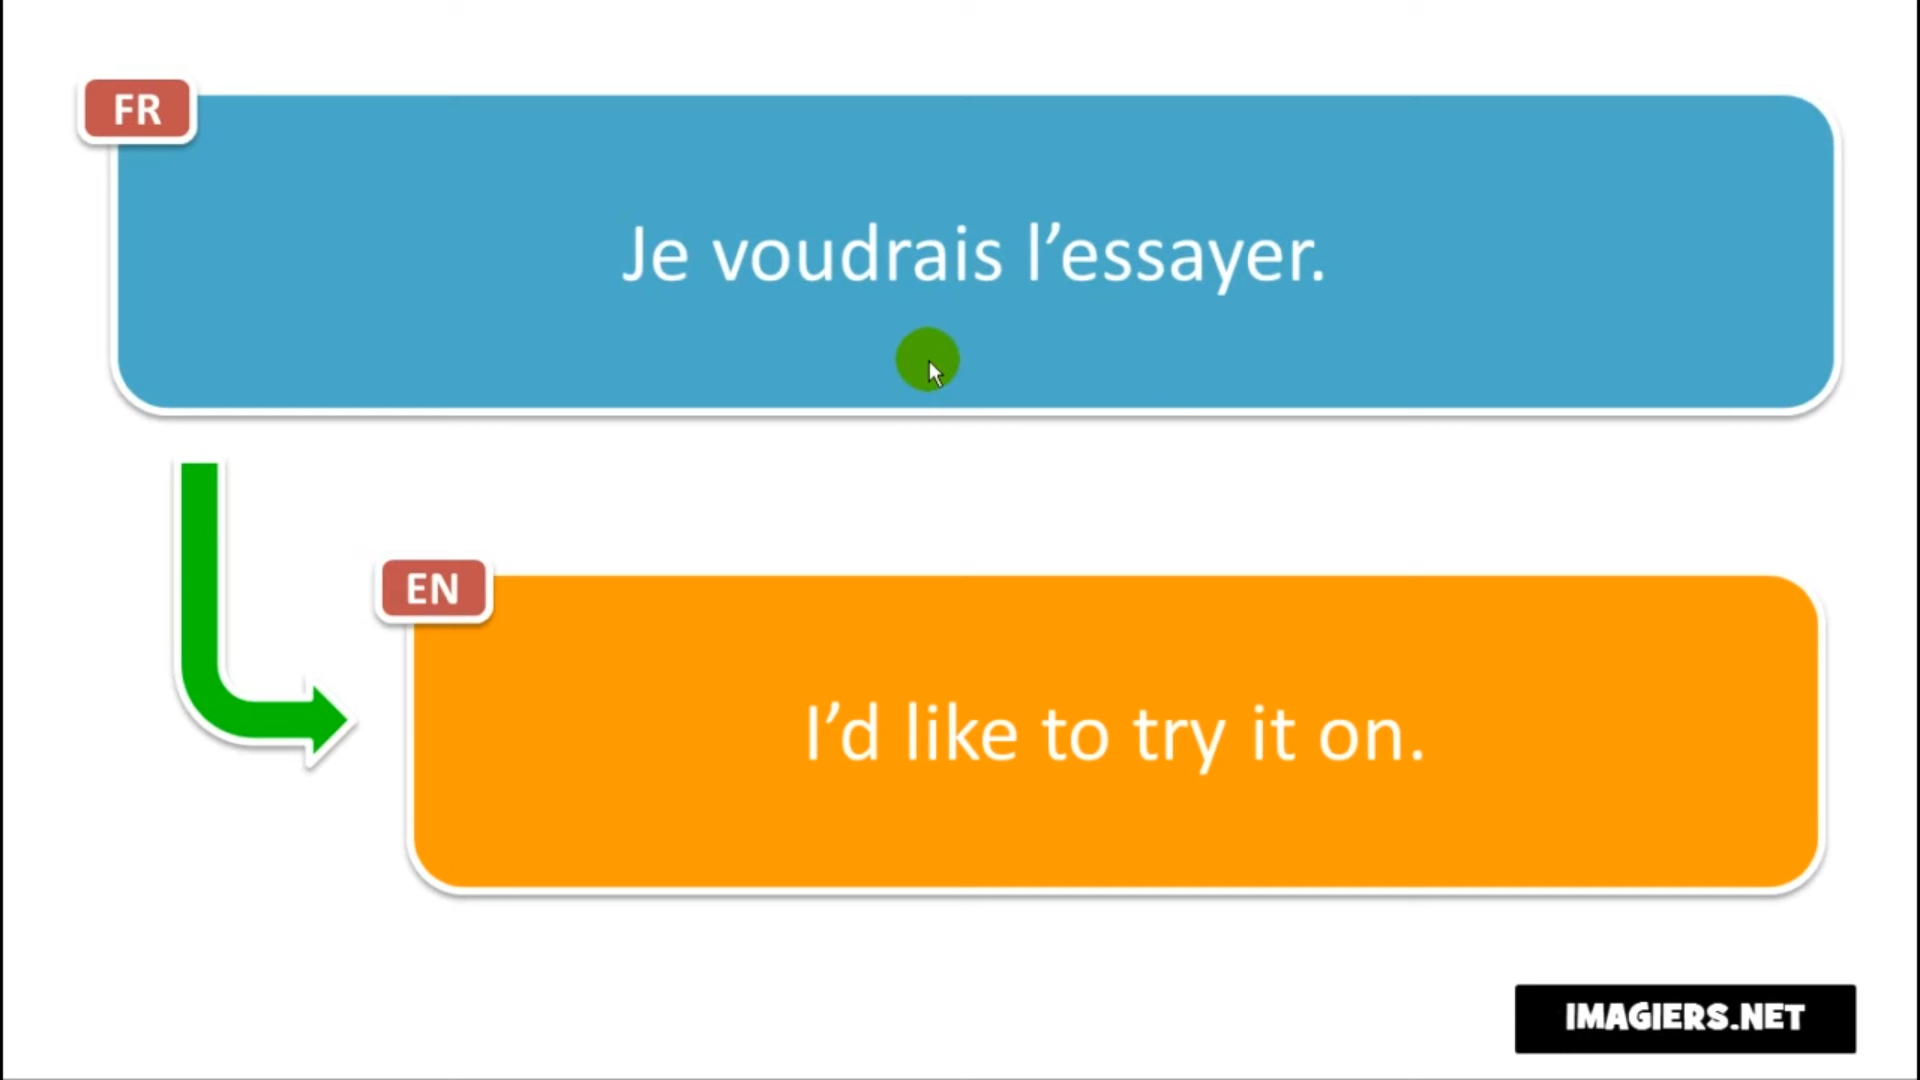 FR
Je voudrais l’essayer.
EN
I’d like to try it on.
IMAGIERS.NET